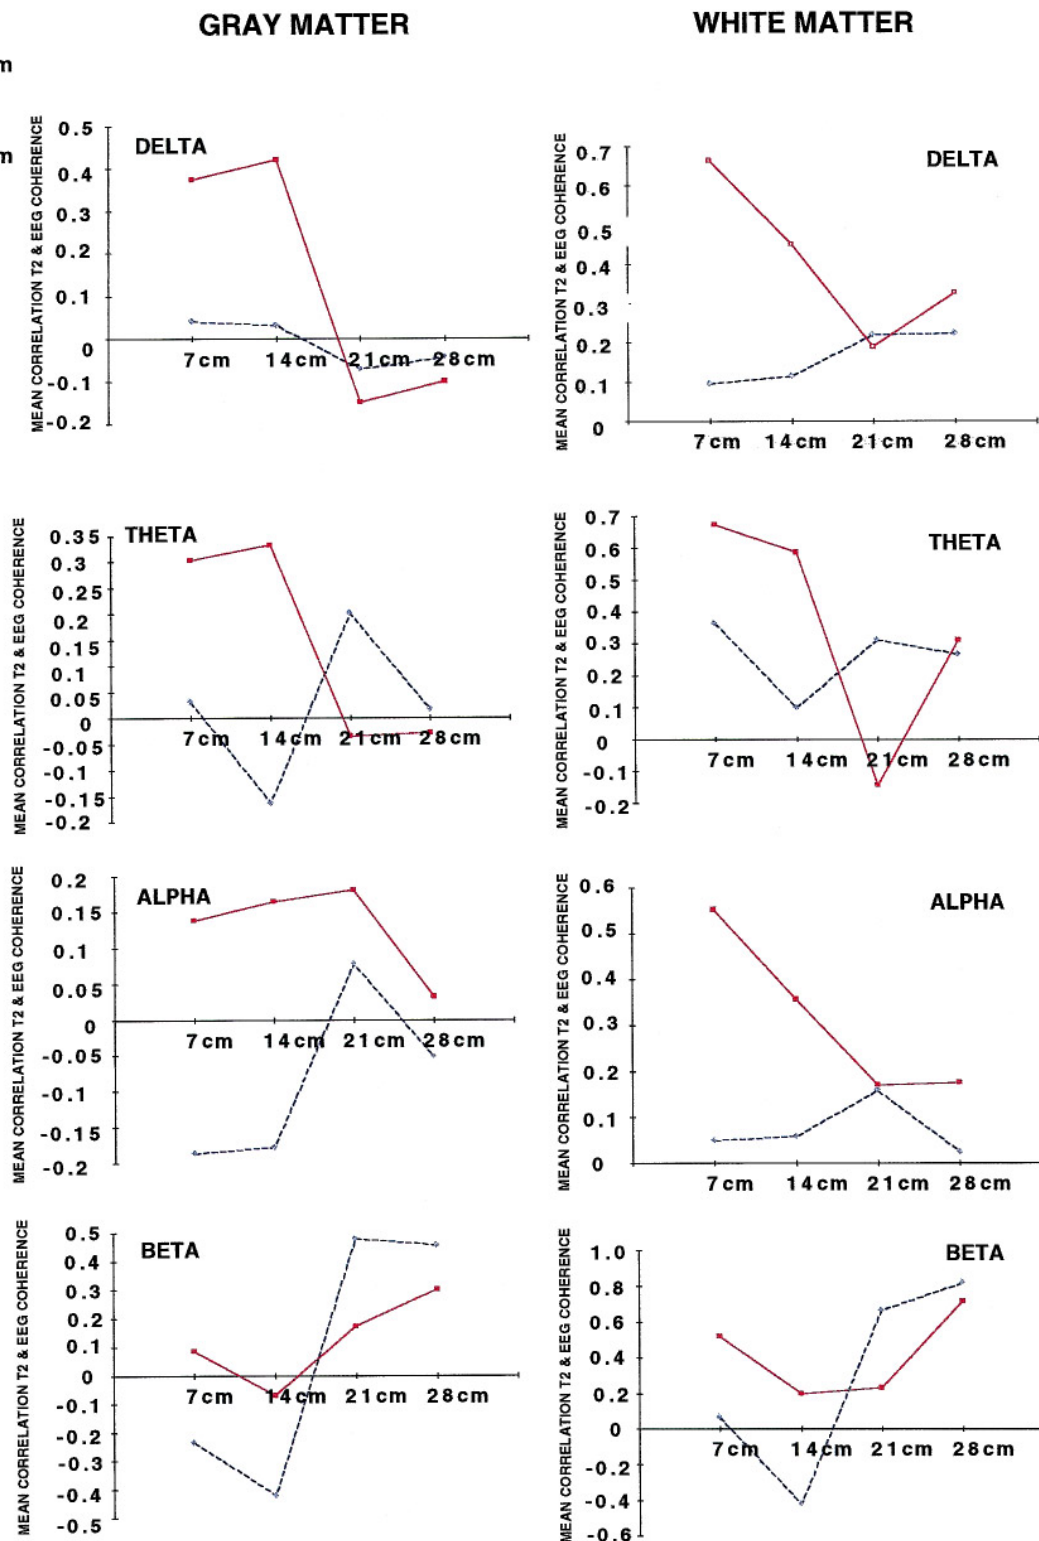 GRAY MATTER
WHITE MATTER
m
m
MEAN CORRELATION T2 & EEG COHERENCE
DELTA
0.5
0.4
0.3
0.2
0.1
0
-0.1
-0.2
7cm 14cm 21cm 28cm
MEAN CORRELATION T2 & EEG COHERENCE
DELTA
0.7
0.6
0.5
0.4
0.3
0.2
0.1
0
7cm 14cm 21cm 28cm
MEAN CORRELATION T2 & EEG COHERENCE
THETA
0.35
0.3
0.25
0.2
0.15
0.1
0.05
0
-0.05
-0.1
-0.15
-0.2
7cm 14cm 21cm 28cm
MEAN CORRELATION T2 & EEG COHERENCE
THETA
0.7
0.6
0.5
0.4
0.3
0.2
0.1
0
-0.1
-0.2
7cm 14cm 21cm 28cm
MEAN CORRELATION T2 & EEG COHERENCE
ALPHA
0.2
0.15
0.1
0.05
0
-0.05
-0.1
-0.15
-0.2
7cm 14cm 21cm 28cm
MEAN CORRELATION T2 & EEG COHERENCE
ALPHA
0.6
0.5
0.4
0.3
0.2
0.1
0
7cm 14cm 21cm 28cm
MEAN CORRELATION T2 & EEG COHERENCE
BETA
0.5
0.4
0.3
0.2
0.1
0
-0.1
-0.2
-0.3
-0.4
-0.5
7cm 14cm 21cm 28cm
MEAN CORRELATION T2 & EEG COHERENCE
BETA
1.0
0.8
0.6
0.4
0.2
0
-0.2
-0.4
-0.6
7cm 14cm 21cm 28cm